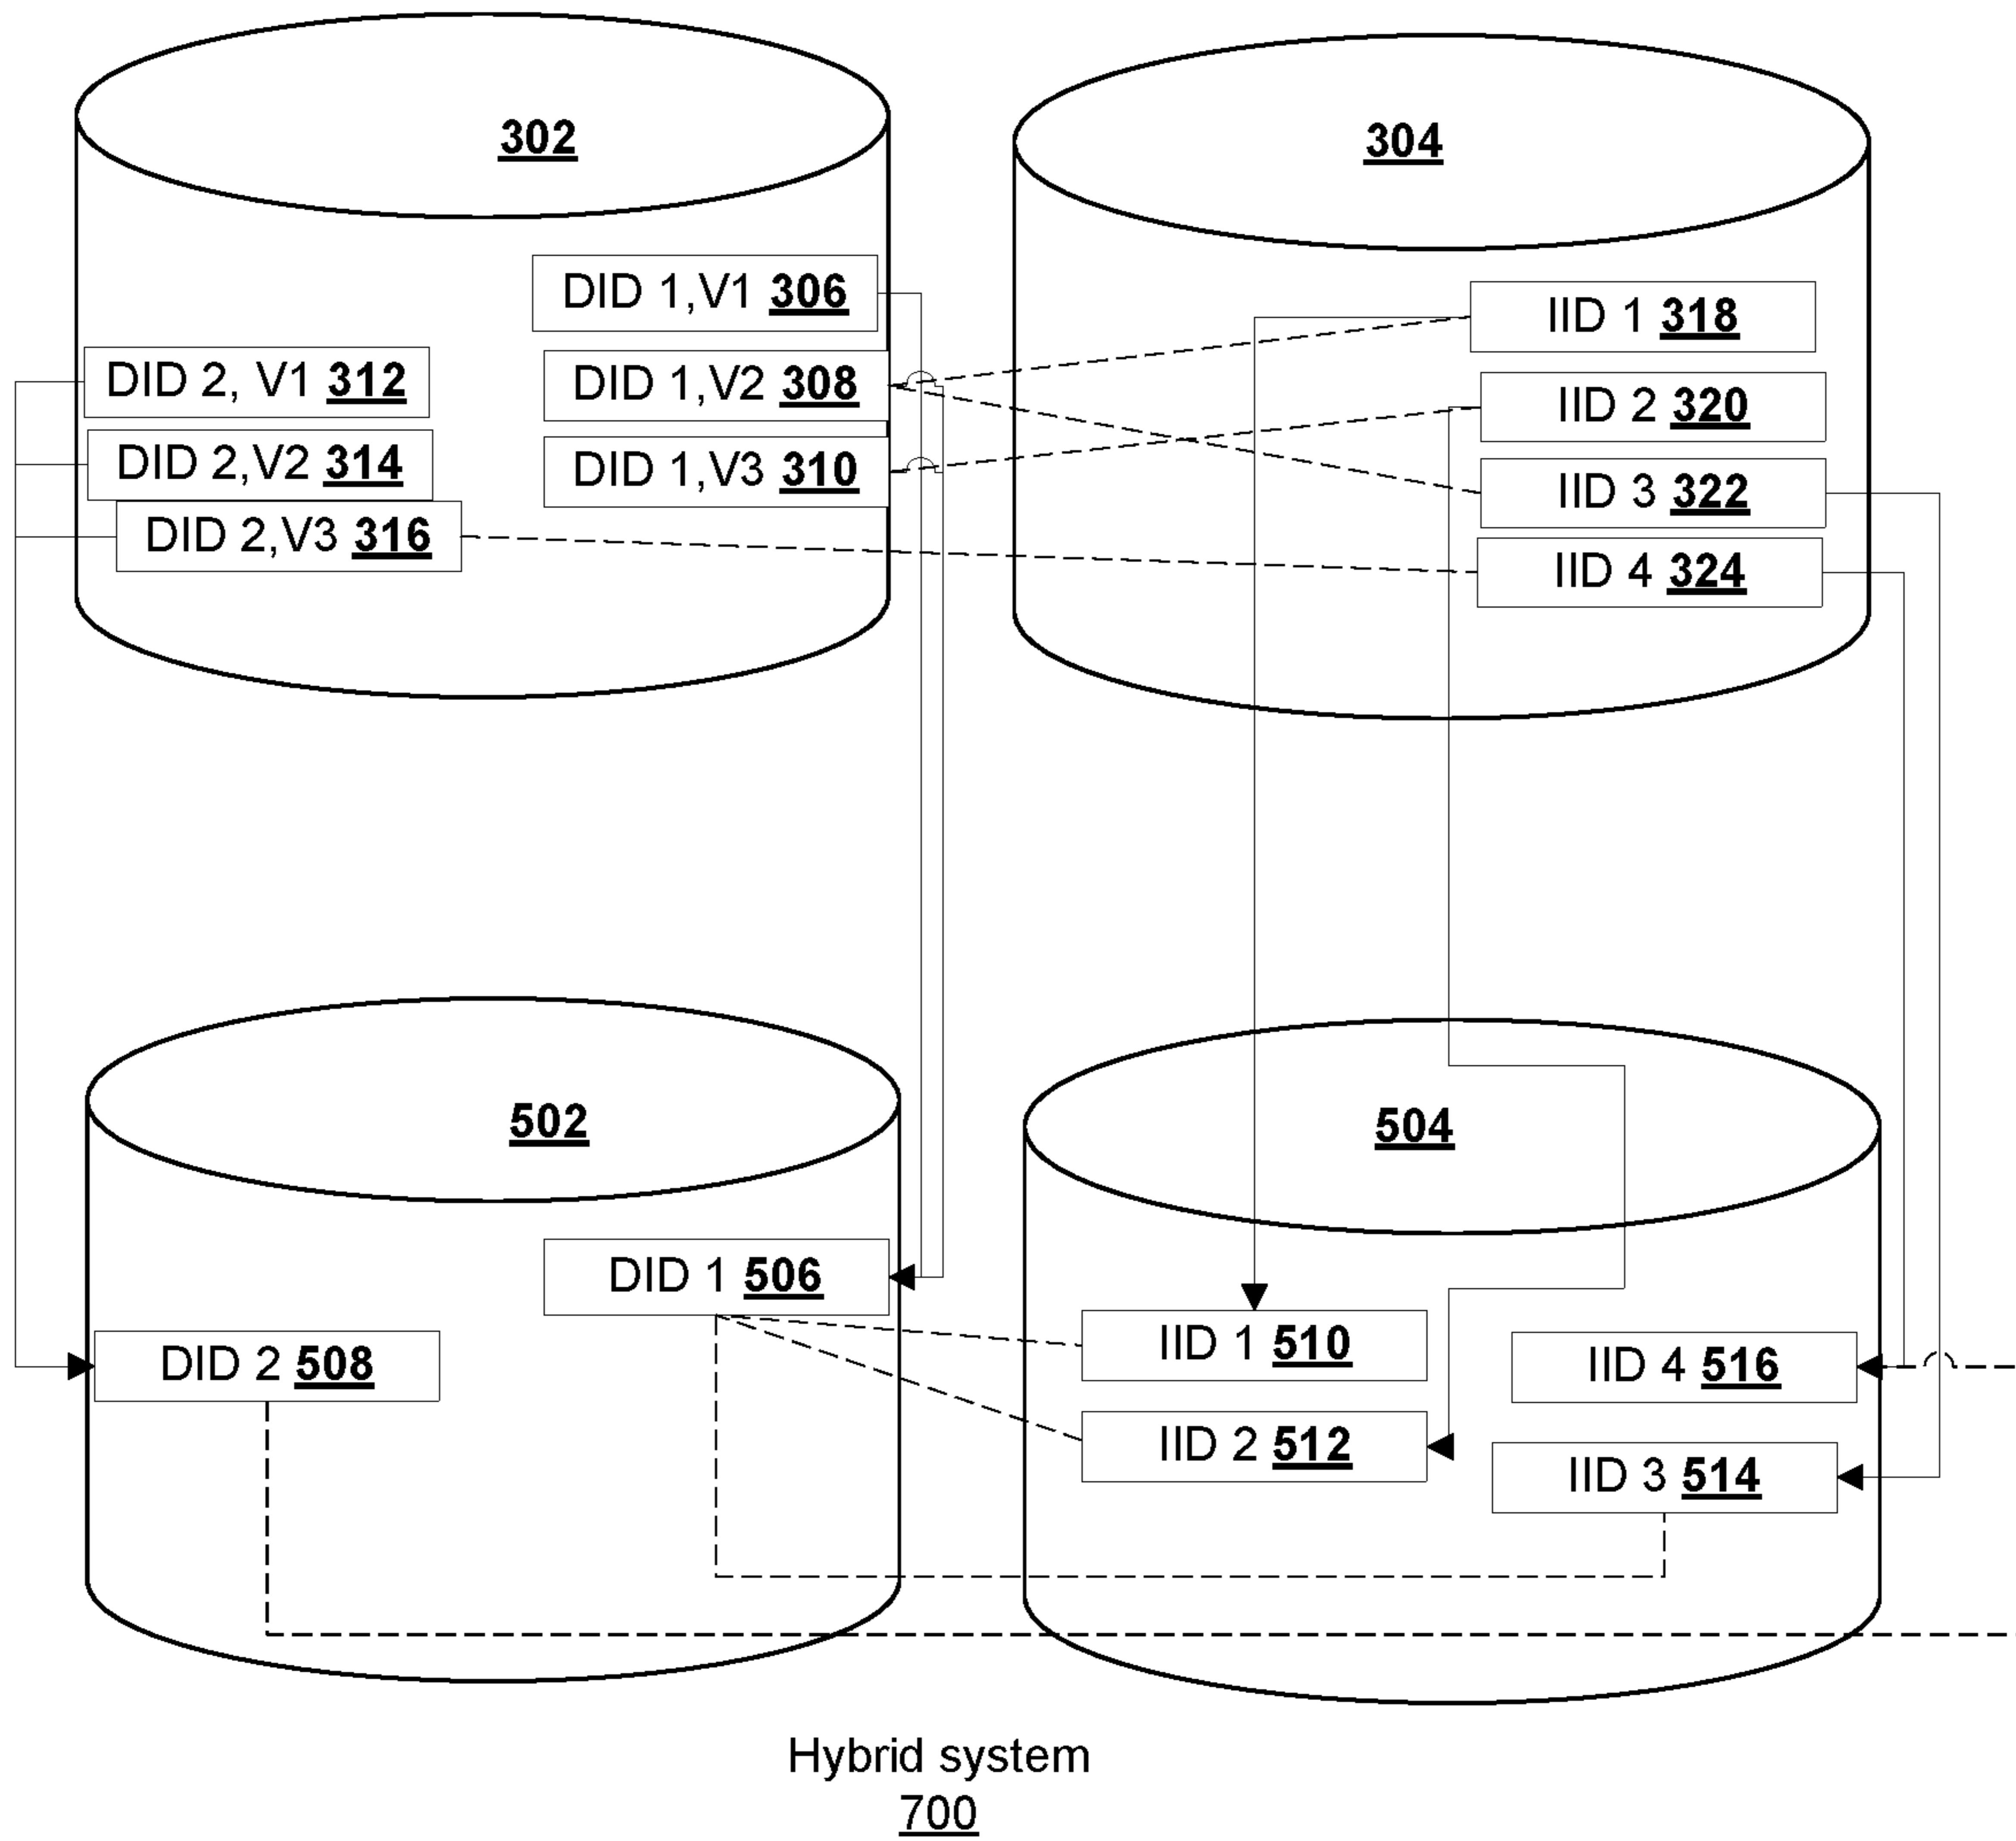 302
304
DID 1,V1 306
DID 2, V1 312
DID 1,V2 308
DID 2,V2 314
DID 1,V3 310
DID 2,V3 316
IID 1 318
IID 2 320
IID 3 322
IID 4 324
502
504
DID 1 506
DID 2 508
IID 1 510
IID 4 516
IID 2 512
IID 3 514
Hybrid system
700